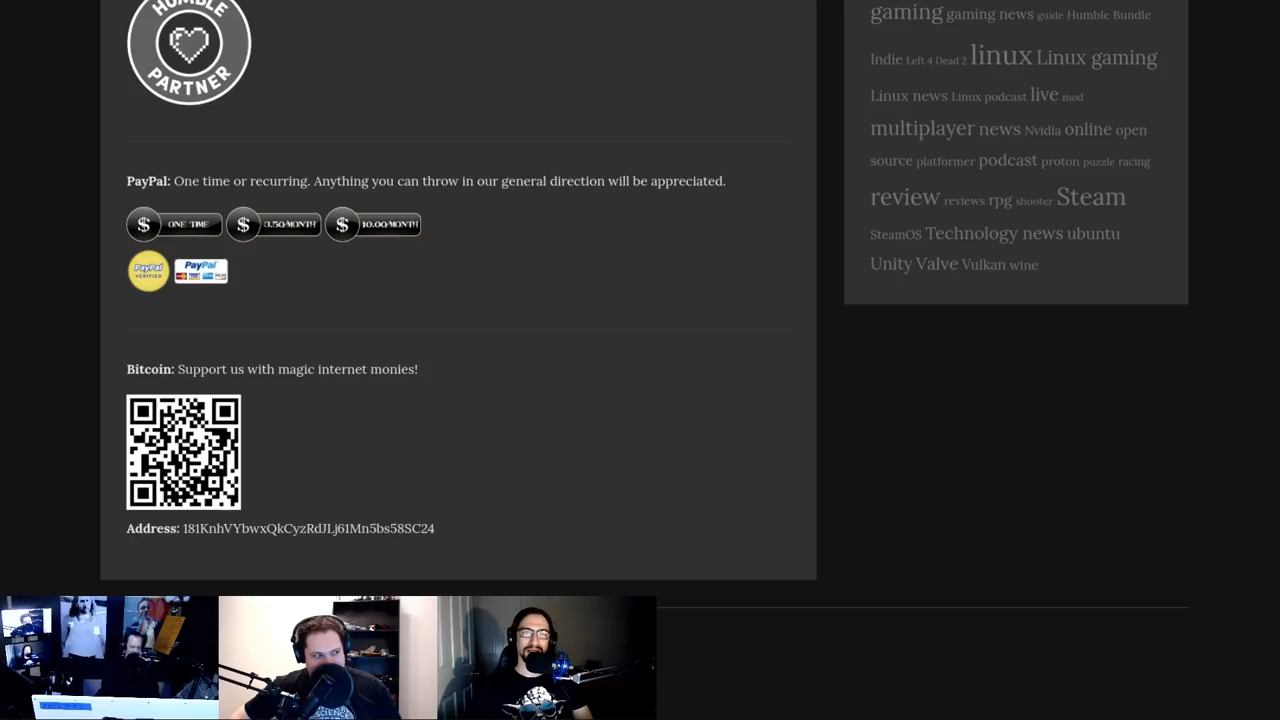 HUMBLE
PARTNER
PayPal: One time or recurring. Anything you can throw in our general direction will be appreciated.
$ ONE TIME $ 3.50/MONTH $ 10.00/MONTH
PayPal
VERIFIED
PayPal
Bitcoin: Support us with magic internet monies!
Address: 181KnhVYbwxQkCyzRdJLj61Mn5bs58SC24
gaming gaming news guide Humble Bundle
Indie Left 4 Dead 2 linux Linux gaming
Linux news Linux podcast live mod
multiplayer news Nvidia online open
source platformer podcast proton puzzle racing
review reviews rpg shooter Steam
SteamOS Technology news ubuntu
Unity Valve Vulkan wine
SCIENCE